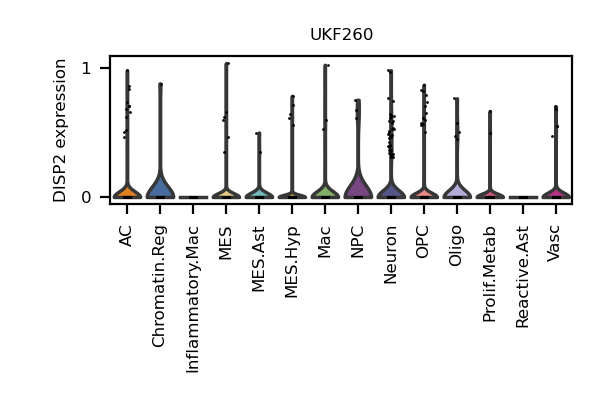 UKF260
DISP2 expression
1
0
AC
Chromatin.Reg
Inflammatory.Mac
MES
MES.Ast
MES.Hyp
Mac
NPC
Neuron
OPC
Oligo
Prolif.Metab
Reactive.Ast
Vasc